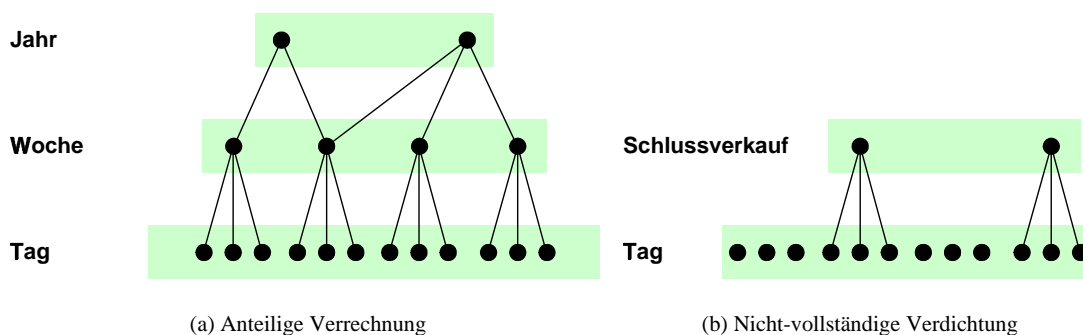 Jahr
Woche
Tag
(a) Anteilige Verrechnung
Schlussverkauf
Tag
(b) Nicht-vollständige Verdichtung